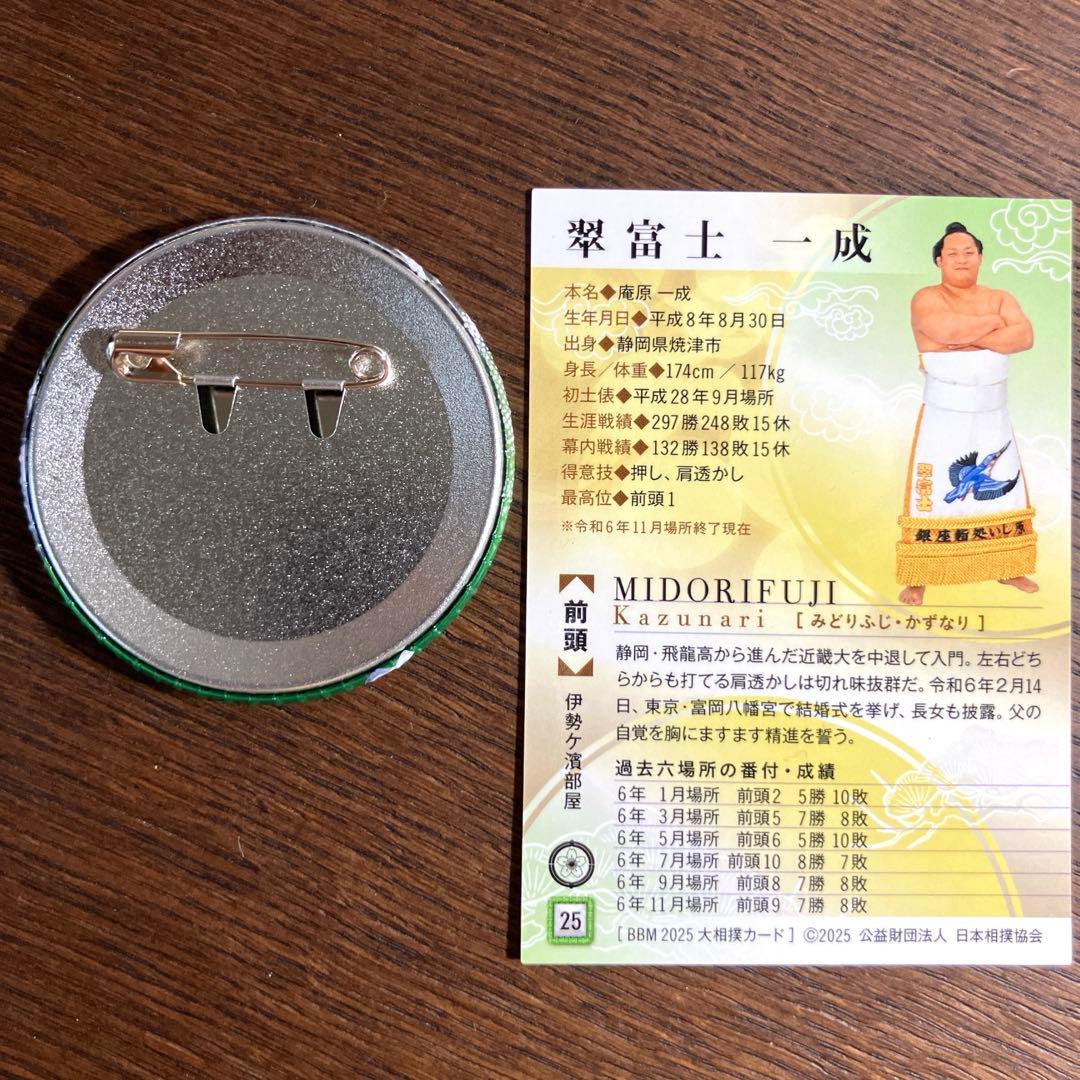 翠富士 一成
本名◆庵原 一成
生年月日◆平成8年8月30日
出身◆静岡県焼津市
身長／体重◆174cm ／ 117kg
初土俵◆平成28年9月場所
生涯戦績◆297勝248敗15休
幕内戦績◆132勝138敗15休
得意技◆押し、肩透かし
最高位◆前頭1
※令和6年11月場所終了現在
翠富士
銀座鮨処いし原
前頭
伊勢ケ濱部屋
MIDORIFUJI
Kazunari [ みどりふじ・かずなり ]
静岡・飛龍高から進んだ近畿大を中退して入門。左右どち
らからも打てる肩透かしは切れ味抜群だ。令和6年2月14
日、東京・富岡八幡宮で結婚式を挙げ、長女も披露。父の
自覚を胸にますます精進を誓う。
過去六場所の番付・成績
6年 1月場所 前頭2 5勝 10敗
6年 3月場所 前頭5 7勝 8敗
6年 5月場所 前頭6 5勝 10敗
6年 7月場所 前頭10 8勝 7敗
6年 9月場所 前頭8 7勝 8敗
6年 11月場所 前頭9 7勝 8敗
25
[ BBM 2025 大相撲カード ] ©2025 公益財団法人 日本相撲協会